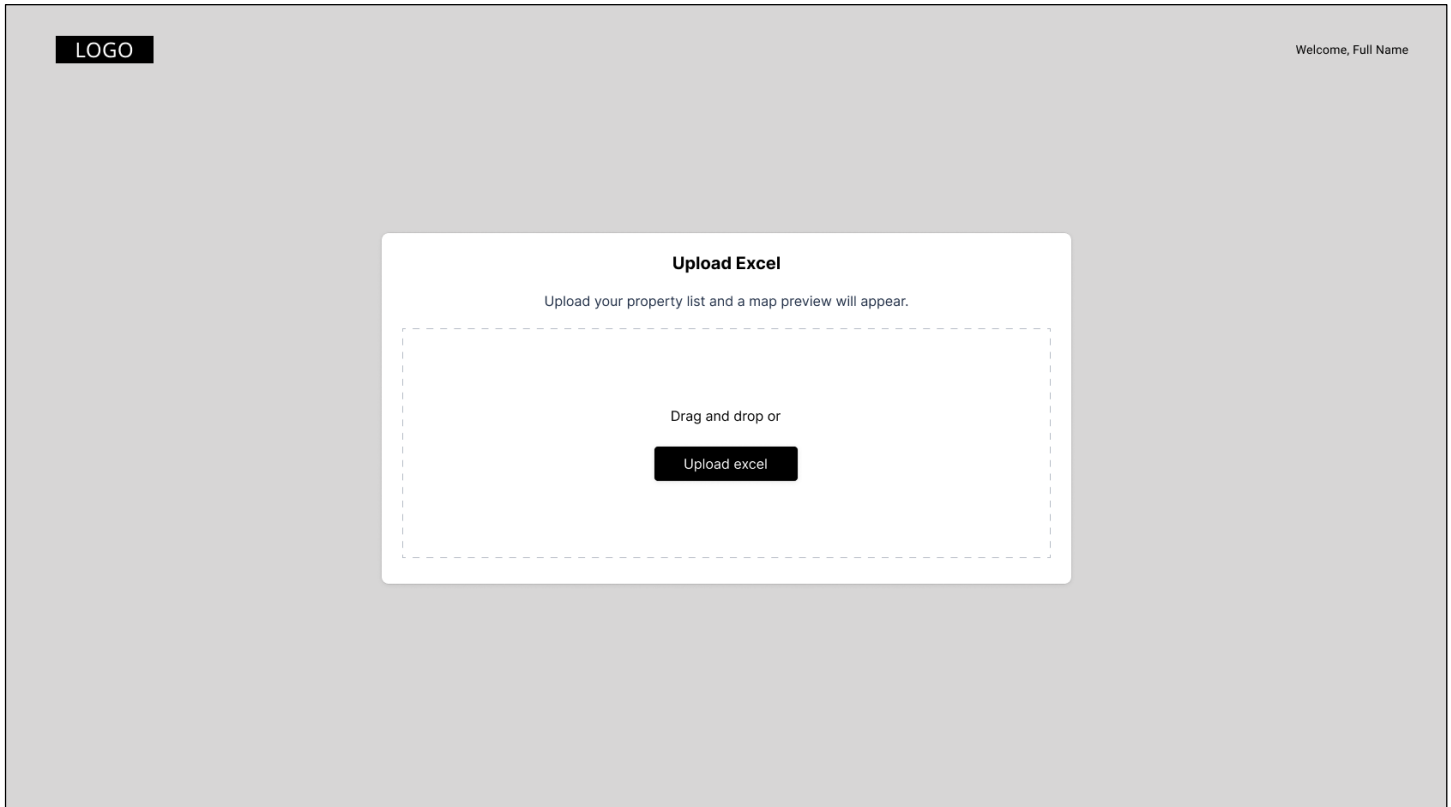 LOGO
Welcome, Full Name
Upload Excel
Upload your property list and a map preview will appear.
Drag and drop or
Upload excel